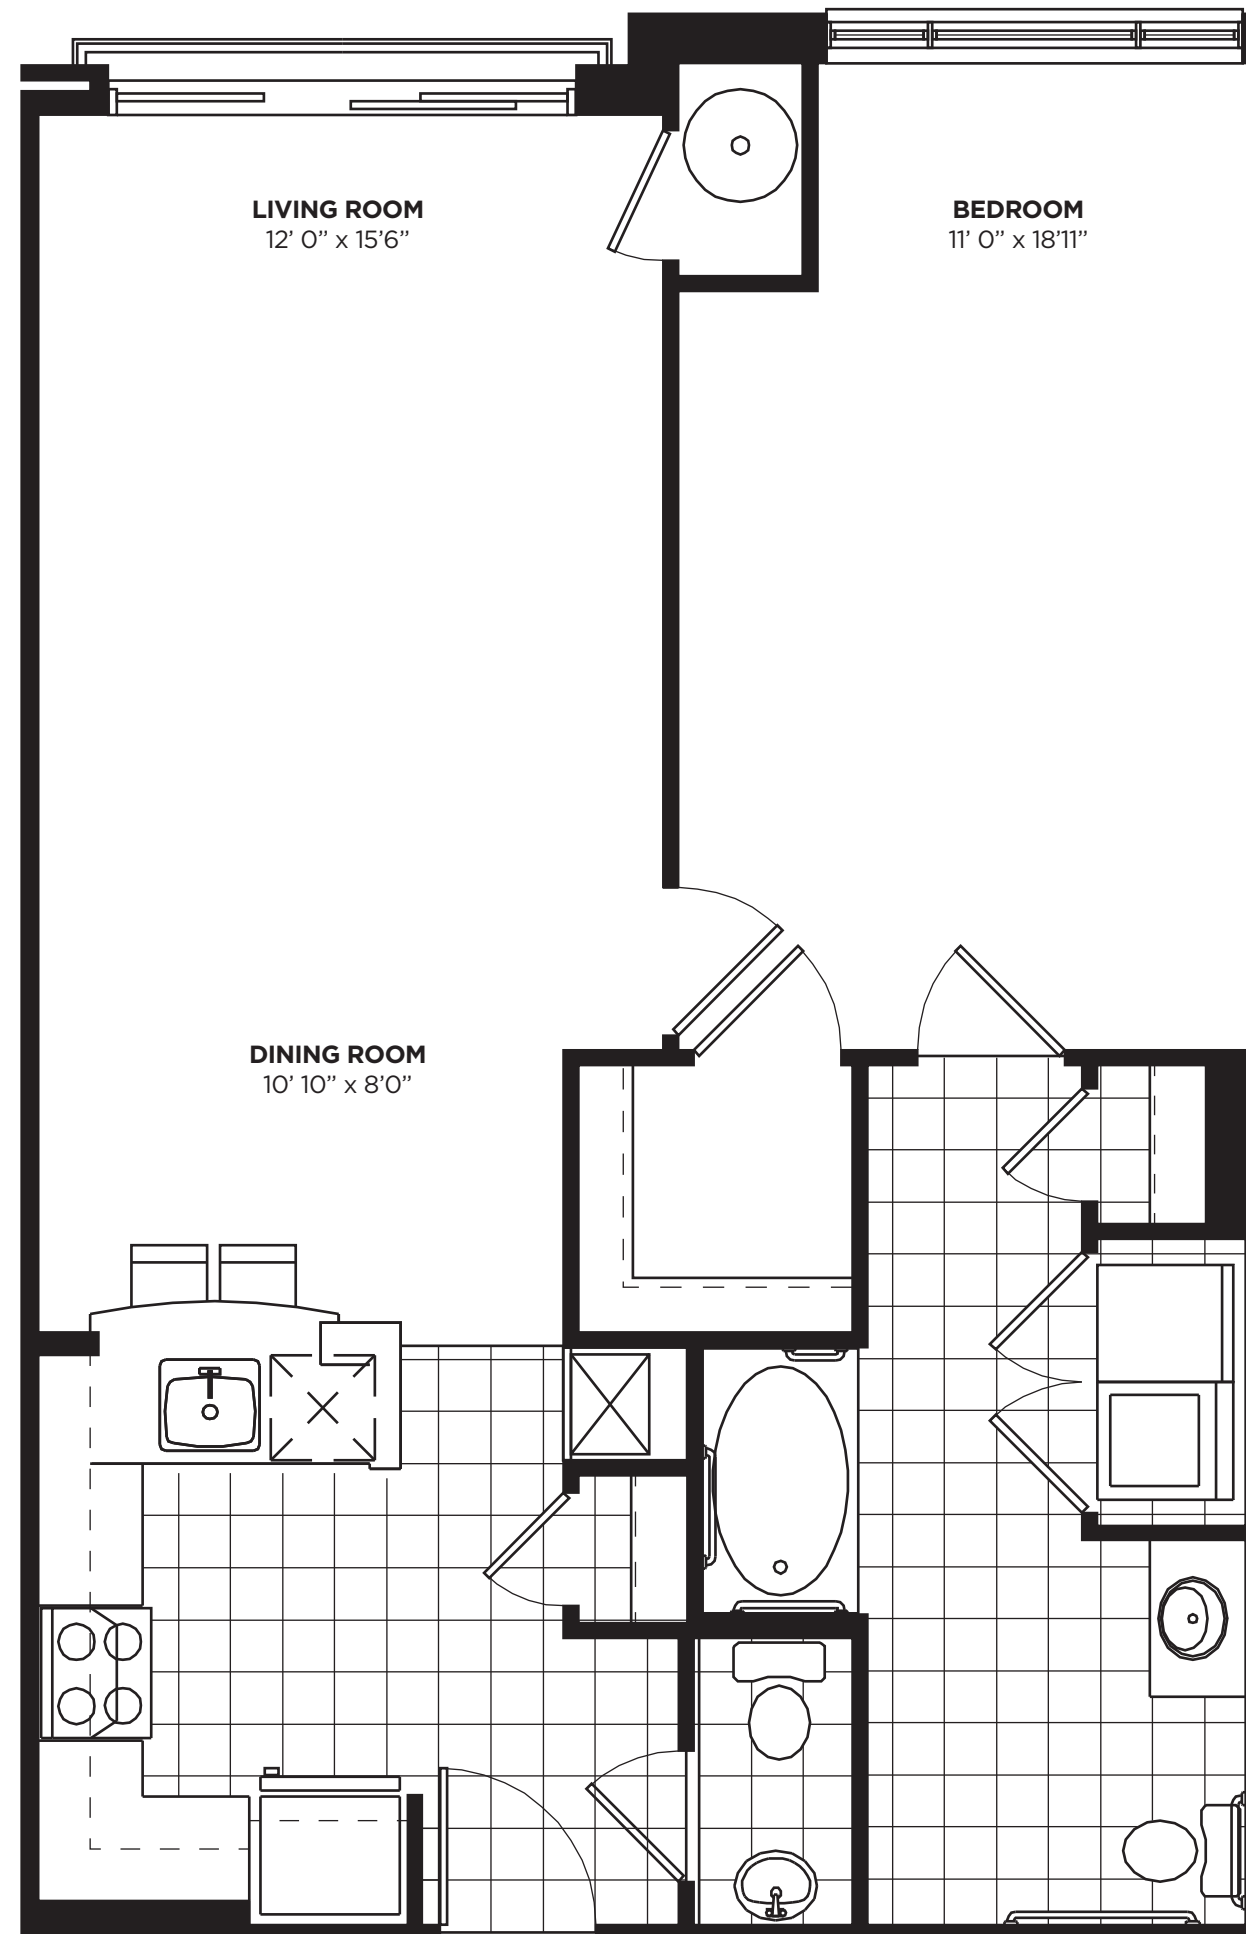 LIVING ROOM
12’ 0” x 15’6”
BEDROOM
11’ 0” x 18’11”
DINING ROOM
10’ 10” x 8’0”